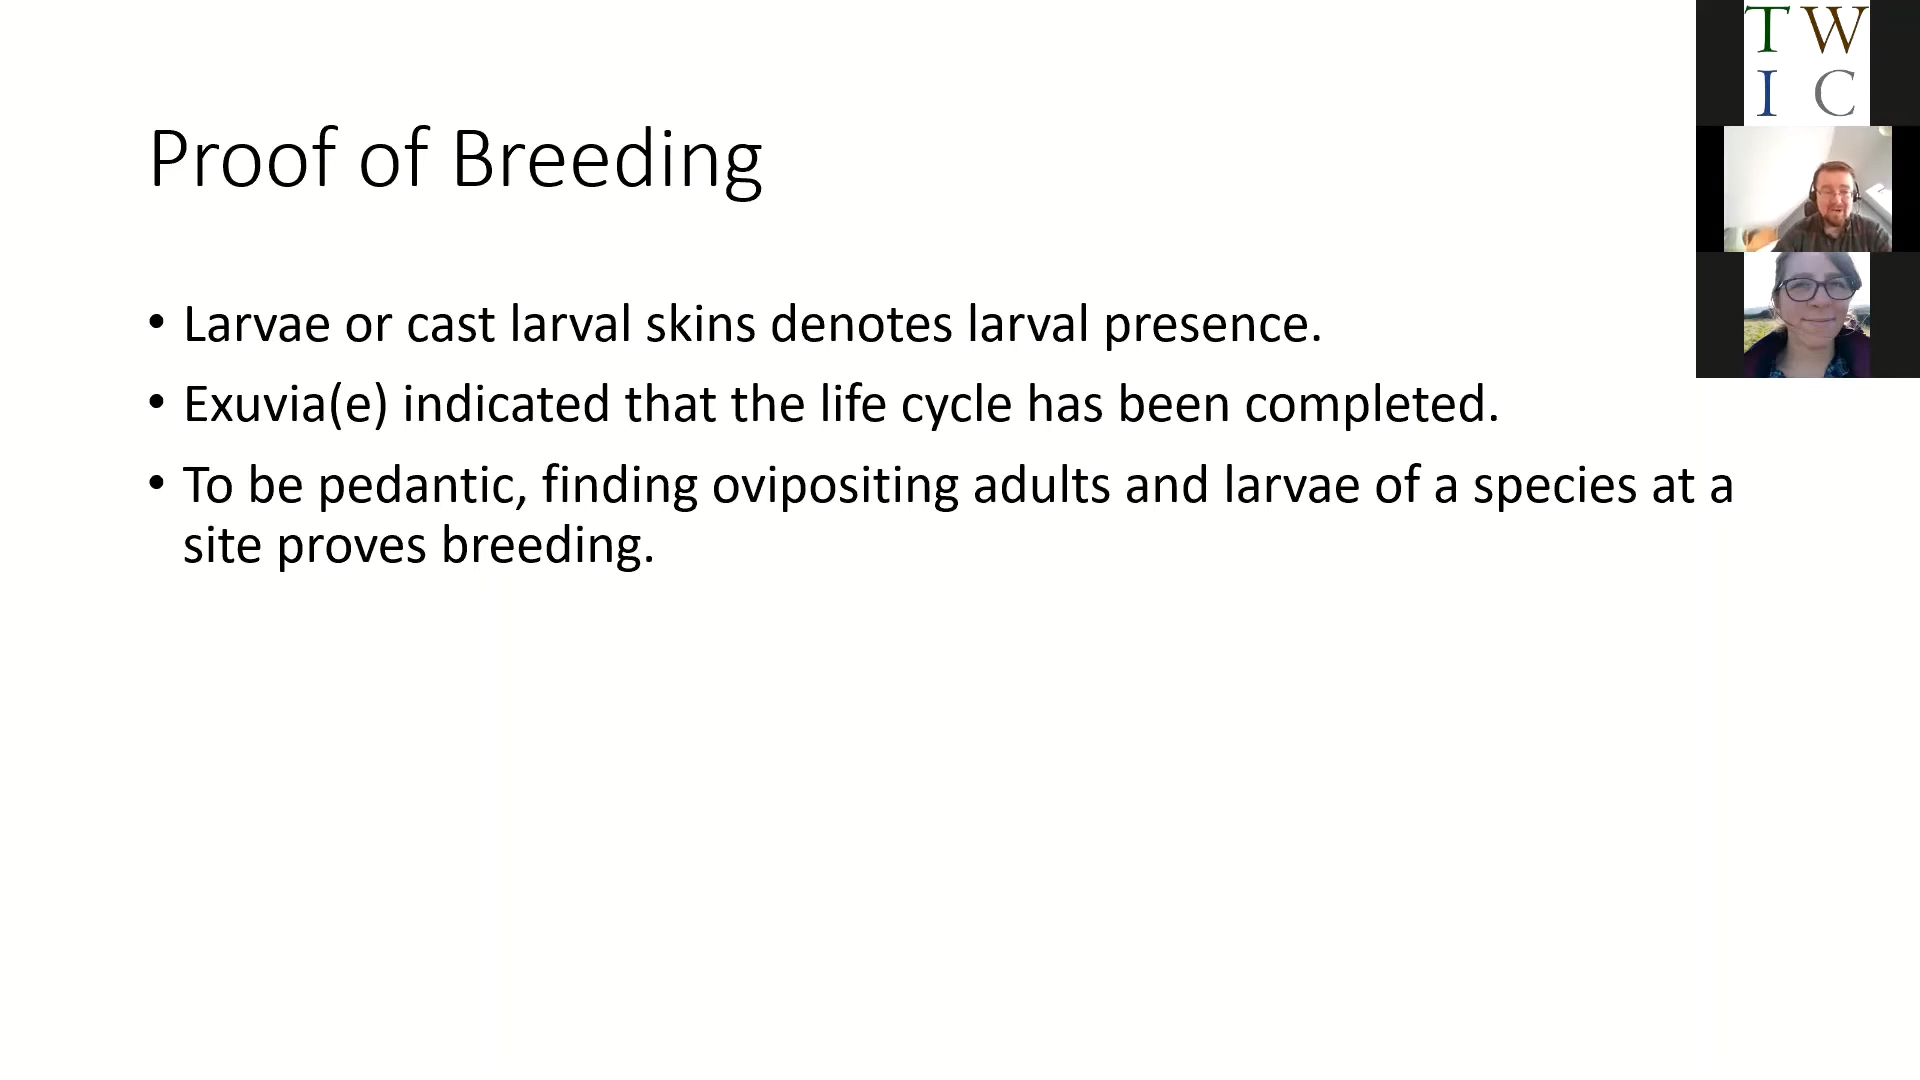 T W
I C
Proof of Breeding
• Larvae or cast larval skins denotes larval presence.
• Exuvia(e) indicated that the life cycle has been completed.
• To be pedantic, finding ovipositing adults and larvae of a species at a
site proves breeding.